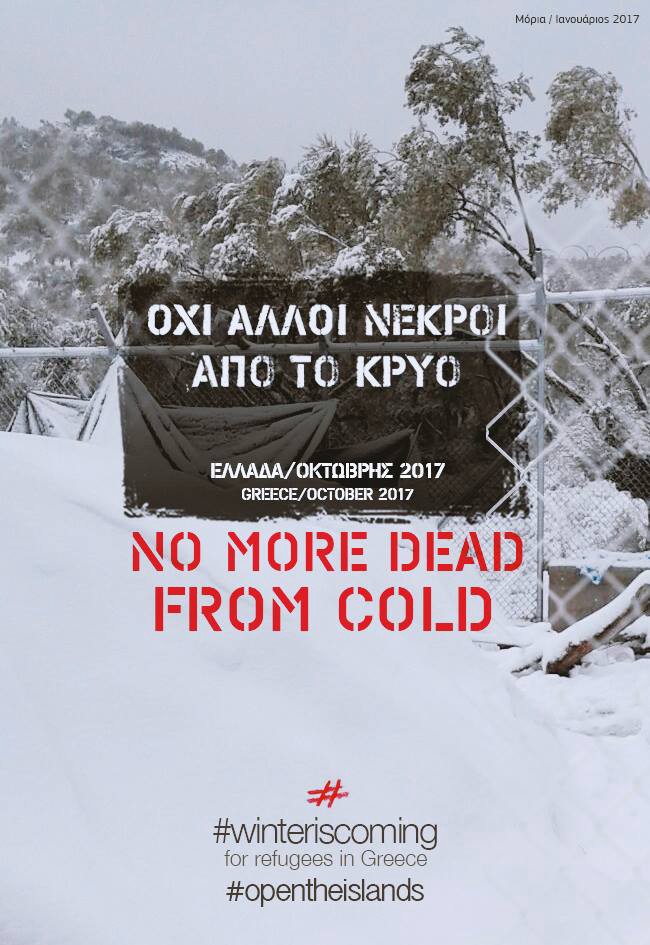 Μόρια / Ιανουάριος 2017
ΟΧΙ ΑΛΛΟΙ ΝΕΚΡΟΙ
ΑΠΟ ΤΟ ΚΡΥΟ
ΕΛΛΑΔΑ/ΟΚΤΩΒΡΗΣ 2017
GREECE/OCTOBER 2017
NO MORE DEAD
FROM COLD
#
#winteriscoming
for refugees in Greece
#opentheislands